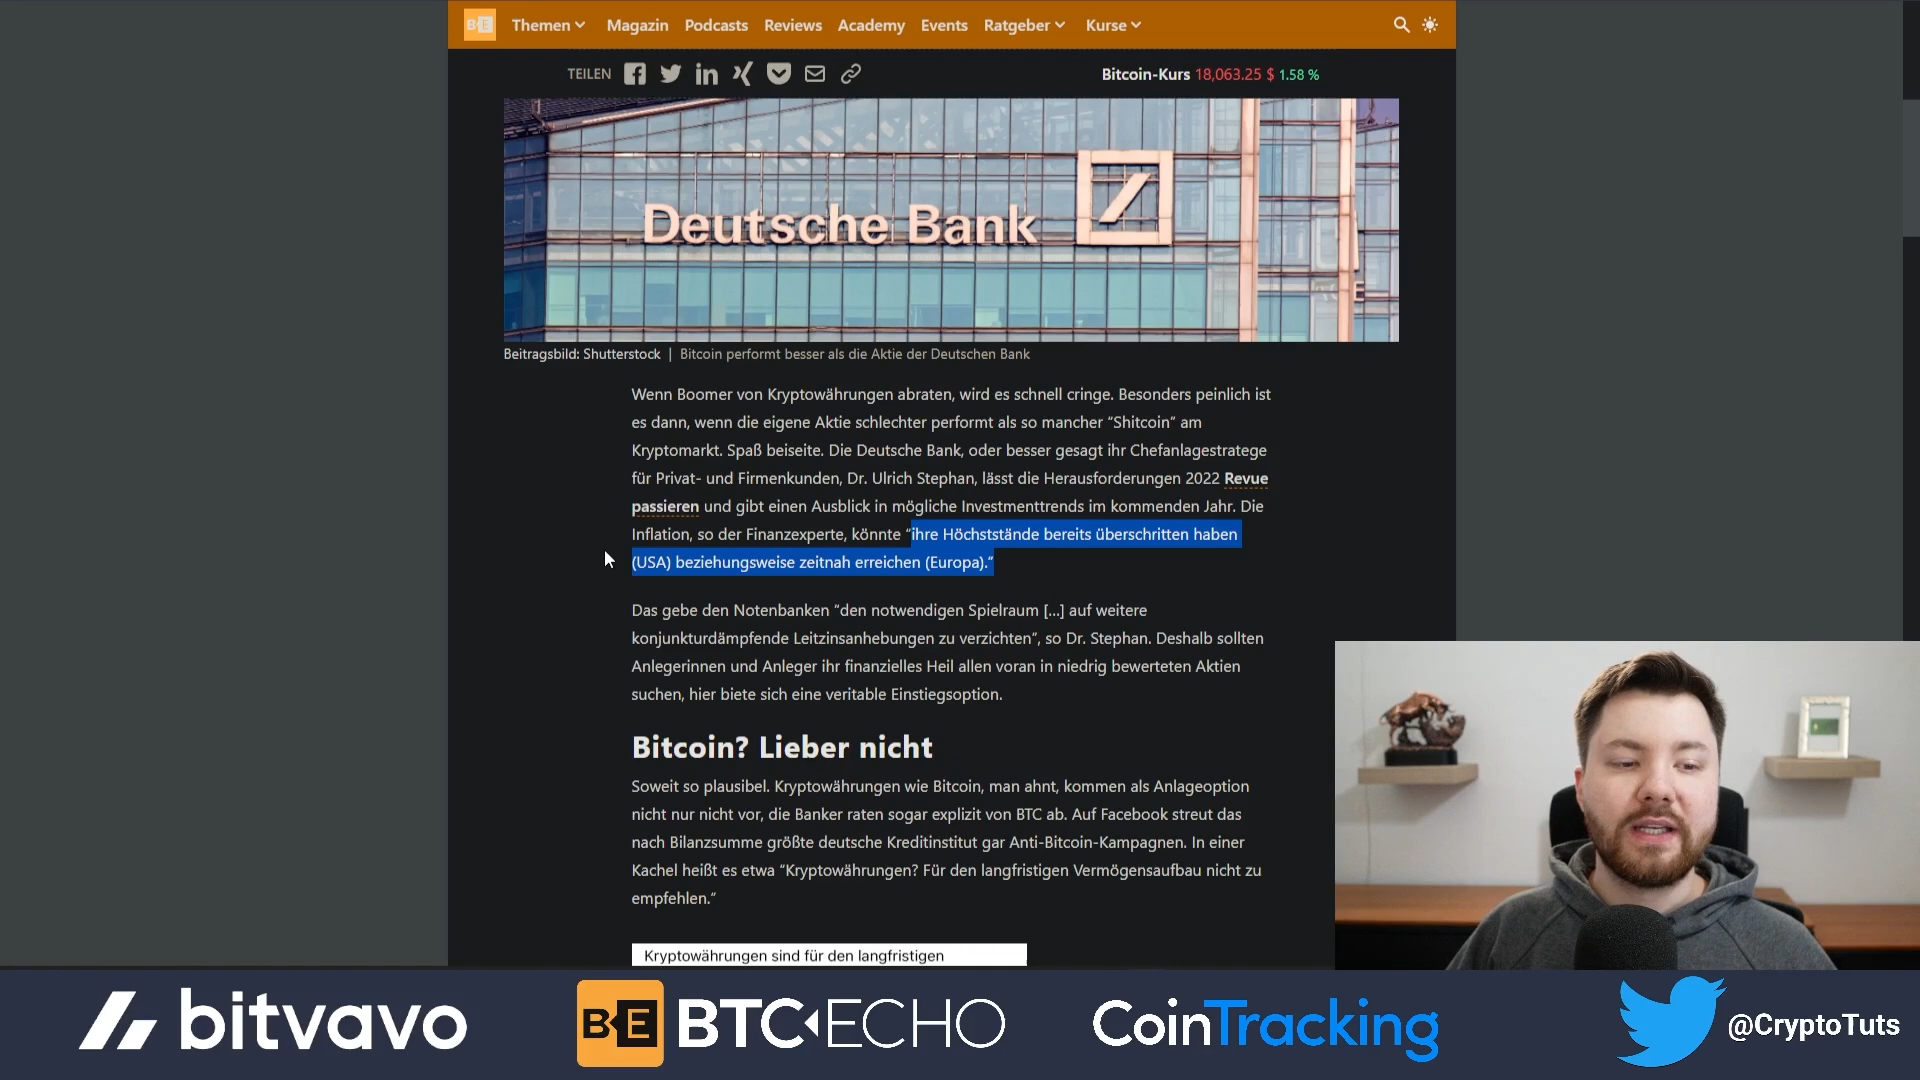 BE Themen Magazin Podcasts Reviews Academy Events Ratgeber Kurse
TEILEN
Bitcoin-Kurs 18,063.25 $ 1.58 %
Deutsche Bank
Beitragsbild: Shutterstock | Bitcoin performt besser als die Aktie der Deutschen Bank
Wenn Boomer von Kryptowährungen abraten, wird es schnell cringe. Besonders peinlich ist
es dann, wenn die eigene Aktie schlechter performt als so mancher “Shitcoin” am
Kryptomarkt. Spaß beiseite. Die Deutsche Bank, oder besser gesagt ihr Chefanlagestratege
für Privat- und Firmenkunden, Dr. Ulrich Stephan, lässt die Herausforderungen 2022 Revue
passieren und gibt einen Ausblick in mögliche Investmenttrends im kommenden Jahr. Die
Inflation, so der Finanzexperte, könnte “ihre Höchststände bereits überschritten haben
(USA) beziehungsweise zeitnah erreichen (Europa).”
Das gebe den Notenbanken “den notwendigen Spielraum [...] auf weitere
konjunkturdämpfende Leitzinsanhebungen zu verzichten”, so Dr. Stephan. Deshalb sollten
Anlegerinnen und Anleger ihr finanzielles Heil allen voran in niedrig bewerteten Aktien
suchen, hier biete sich eine veritable Einstiegsoption.
Bitcoin? Lieber nicht
Soweit so plausibel. Kryptowährungen wie Bitcoin, man ahnt, kommen als Anlageoption
nicht nur nicht vor, die Banker raten sogar explizit von BTC ab. Auf Facebook streut das
nach Bilanzsumme größte deutsche Kreditinstitut gar Anti-Bitcoin-Kampagnen. In einer
Kachel heißt es etwa “Kryptowährungen? Für den langfristigen Vermögensaufbau nicht zu
empfehlen.”
Kryptowährungen sind für den langfristigen
bitvavo
BE BTC ECHO
CoinTracking
@CryptoTuts